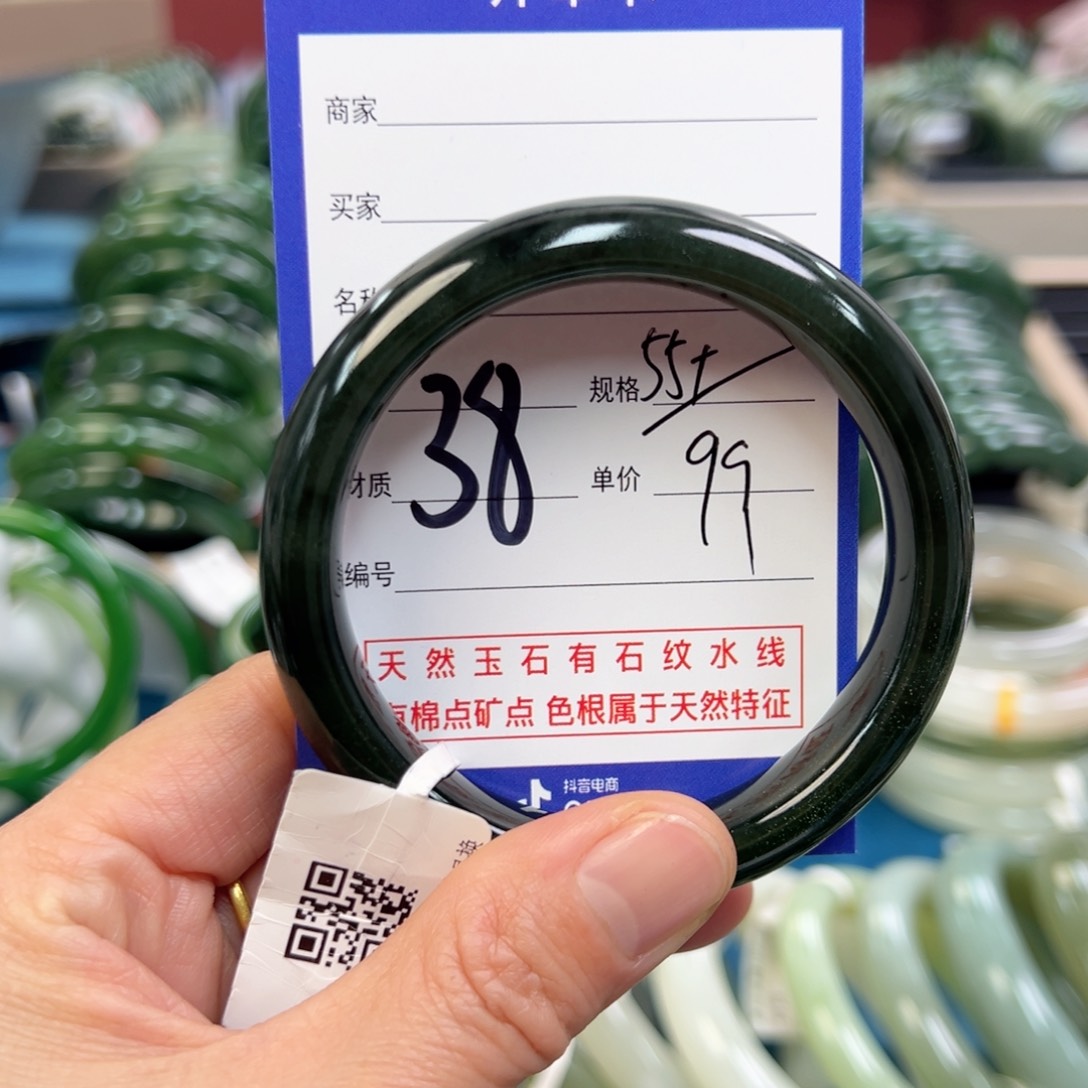 商家
买家
名称
规格 55+
38
材质
单价 99
编号
天然玉石有石纹水线
棉点矿点 色根属于天然特征
抖音电商